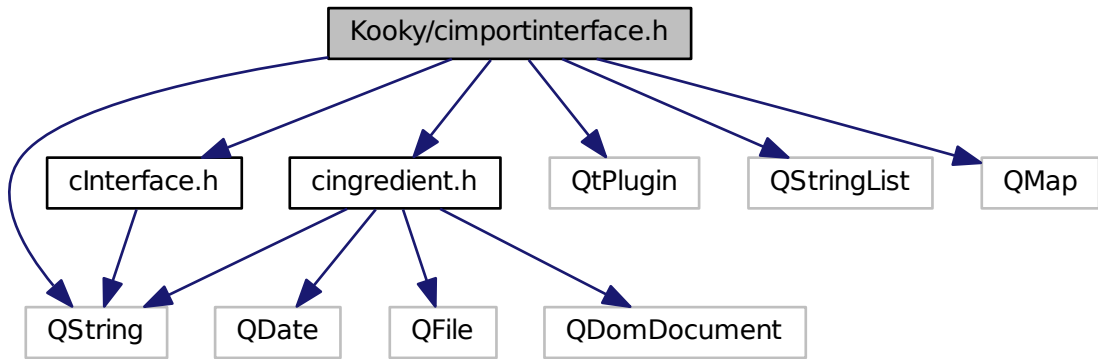 Kooky/cimportinterface.h
cInterface.h
cingredient.h
QtPlugin
QStringList
QMap
QString
QDate
QFile
QDomDocument